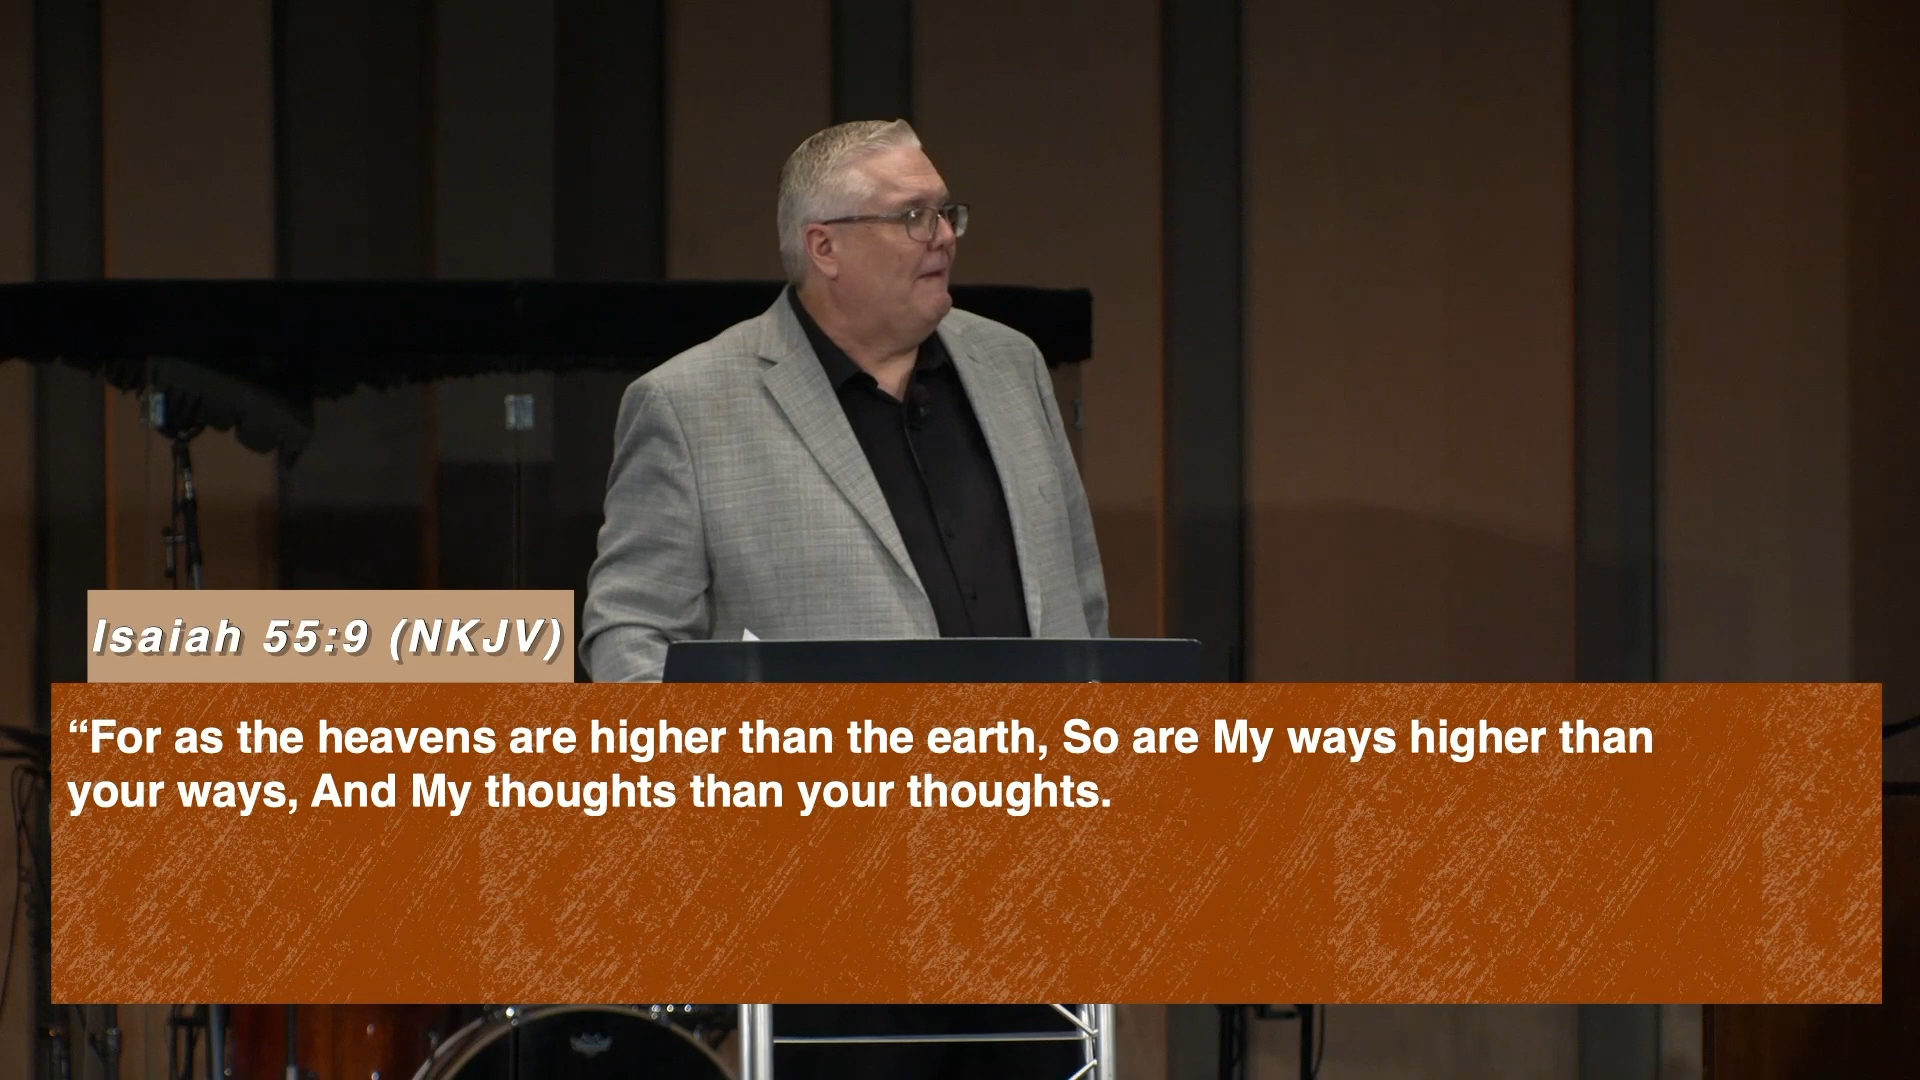 Isaiah 55:9 (NKJV)
“For as the heavens are higher than the earth, So are My ways higher than
your ways, And My thoughts than your thoughts.